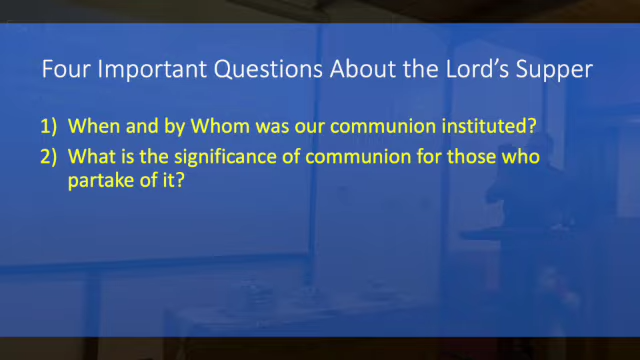 Four Important Questions About the Lord's Supper
1) When and by Whom was our communion instituted?
2) What is the significance of communion for those who
partake of it?